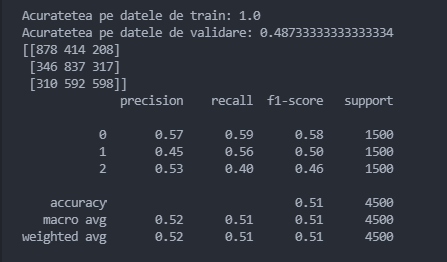 Acuratetea pe datele de train: 1.0
Acuratetea pe datele de validare: 0.48733333333333334
[[878 414 208]
[346 837 317]
[310 592 598]]
precision recall f1-score support
0 0.57 0.59 0.58 1500
1 0.45 0.56 0.50 1500
2 0.53 0.40 0.46 1500
accuracy 0.51 4500
macro avg 0.52 0.51 0.51 4500
weighted avg 0.52 0.51 0.51 4500